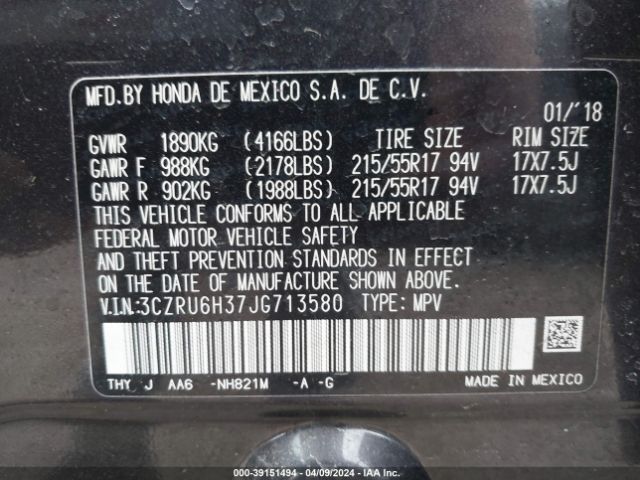 MFD.BY HONDA DE MEXICO S.A. DE C.V.
01/'18
GVWR 1890KG (4166LBS) TIRE SIZE RIM SIZE
GAWR F 988KG (2178LBS) 215/55R17 94V 17X7.5J
GAWR R 902KG (1988LBS) 215/55R17 94V 17X7.5J
THIS VEHICLE CONFORMS TO ALL APPLICABLE
FEDERAL MOTOR VEHICLE SAFETY
AND THEFT PREVENTION STANDARDS IN EFFECT
ON THE DATE OF MANUFACTURE SHOWN ABOVE.
V.I.N:3CZRU6H37JG713580 TYPE: MPV
THY J AA6 -NH821M -A -G MADE IN MEXICO
000-39151494 | 04/09/2024 | IAA Inc.